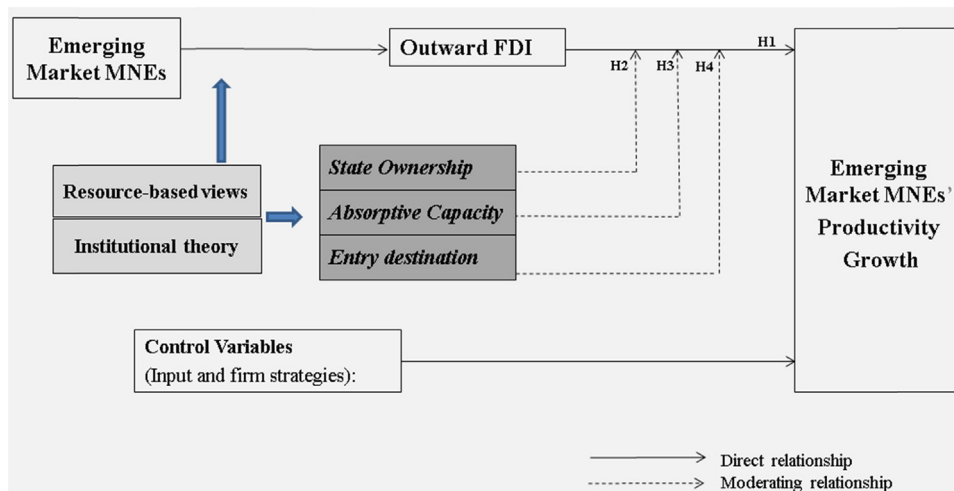 Emerging
Market MNEs
Outward FDI
H1
H2
H3
H4
Resource-based views
Institutional theory
State Ownership
Absorptive Capacity
Entry destination
Emerging
Market MNEs’
Productivity
Growth
Control Variables
(Input and firm strategies):
Direct relationship
Moderating relationship